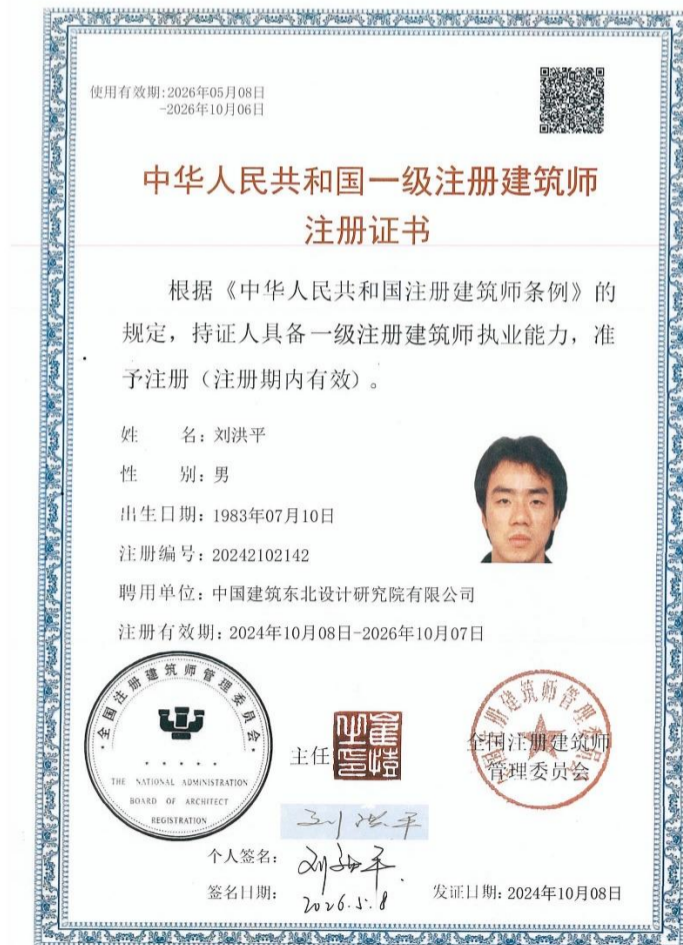 使用有效期:2026年05月08日
-2026年10月06日
中华人民共和国一级注册建筑师
注册证书
根据《中华人民共和国注册建筑师条例》的
规定，持证人具备一级注册建筑师执业能力，准
予注册（注册期内有效）。
姓 名：刘洪平
性 别：男
出生日期：1983年07月10日
注册编号：20242102142
聘用单位：中国建筑东北设计研究院有限公司
注册有效期：2024年10月08日-2026年10月07日
·全国注册建筑师管理委员会·
THE NATIONAL ADMINISTRATION
BOARD OF ARCHITECT
REGISTRATION
主任
全国注册建筑师
管理委员会
刘洪平
个人签名：刘洪平
签名日期：2026.5.8
发证日期：2024年10月08日